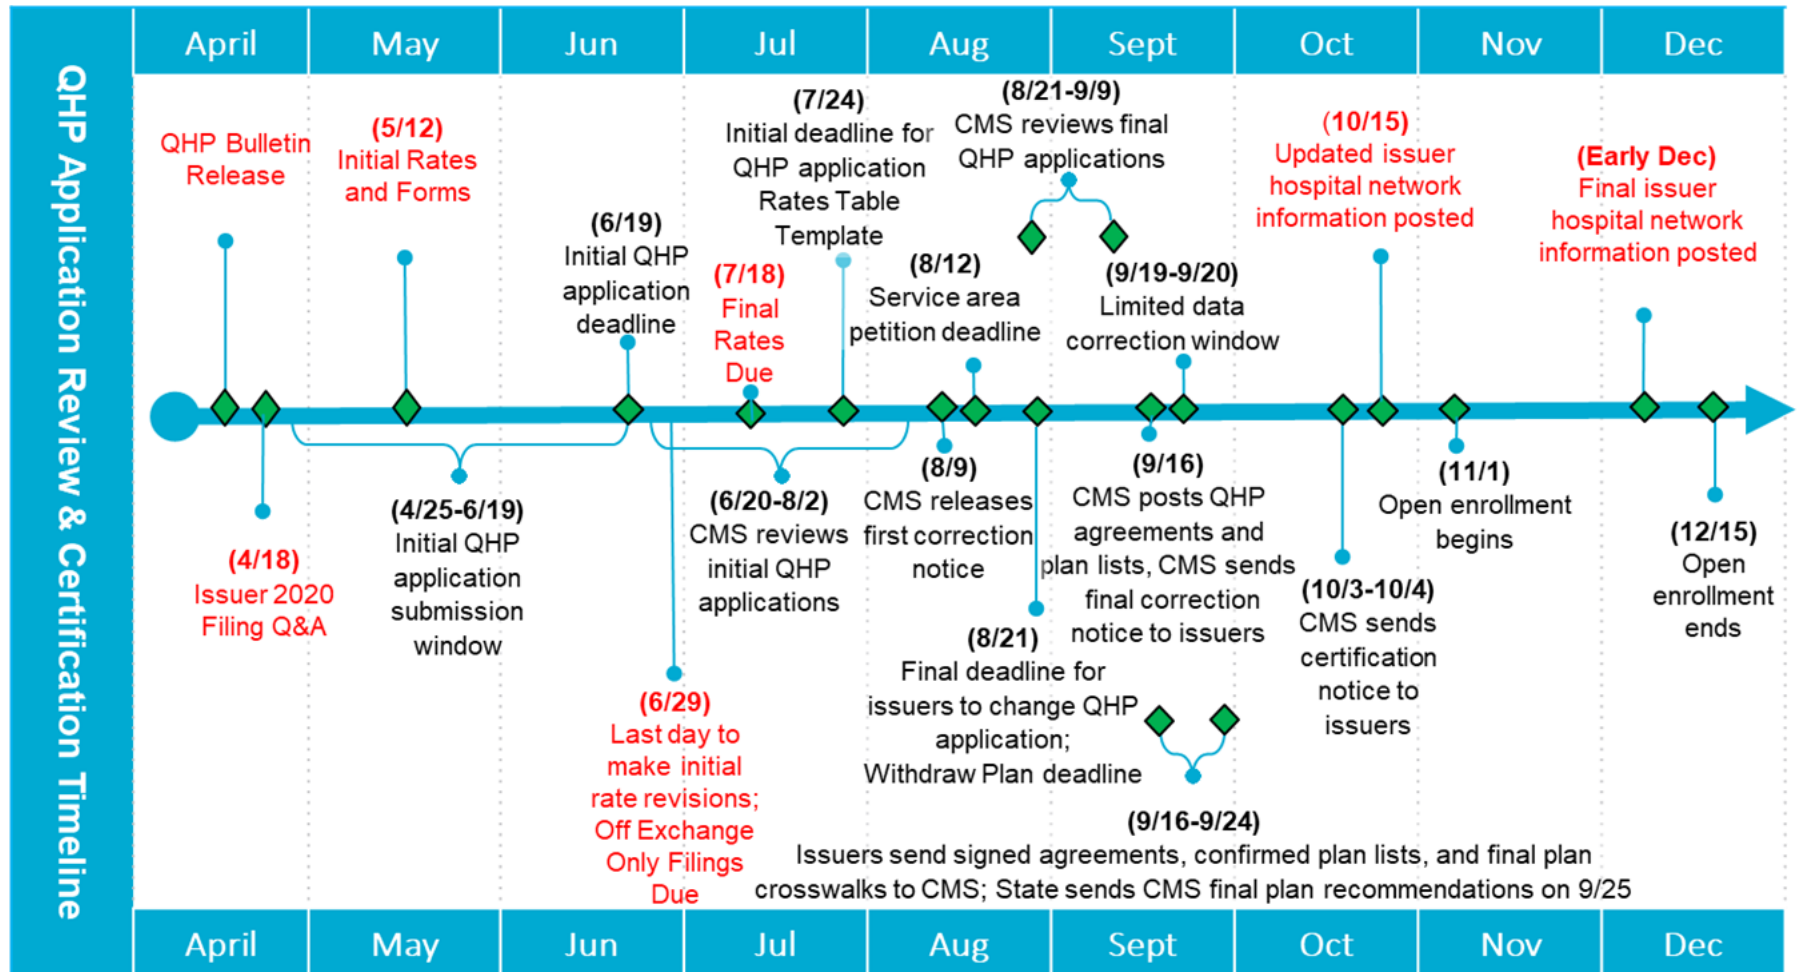 QHP Application Review & Certification Timeline
April
May
Jun
Jul
Aug
Sept
Oct
Nov
Dec
QHP Bulletin
Release
(5/12)
Initial Rates
and Forms
(6/19)
Initial QHP
application
deadline
(7/18)
Final
Rates
Due
(7/24)
Initial deadline for
QHP application
Rates Table
Template
(8/12)
Service area
petition deadline
(8/21-9/9)
CMS reviews final
QHP applications
(9/19-9/20)
Limited data
correction window
(10/15)
Updated issuer
hospital network
information posted
(Early Dec)
Final issuer
hospital network
information posted
(4/18)
Issuer 2020
Filing Q&A
(4/25-6/19)
Initial QHP
application
submission
window
(6/29)
Last day to
make initial
rate revisions;
Off Exchange
Only Filings
Due
(6/20-8/2)
CMS reviews
initial QHP
applications
(8/9)
CMS releases
first correction
notice
(8/21)
Final deadline for
issuers to change QHP
application;
Withdraw Plan deadline
(9/16)
CMS posts QHP
agreements and
plan lists, CMS sends
final correction
notice to issuers
(9/16-9/24)
Issuers send signed agreements, confirmed plan lists, and final plan
crosswalks to CMS; State sends CMS final plan recommendations on 9/25
(10/3-10/4)
CMS sends
certification
notice to
issuers
(11/1)
Open enrollment
begins
(12/15)
Open
enrollment
ends
April
May
Jun
Jul
Aug
Sept
Oct
Nov
Dec